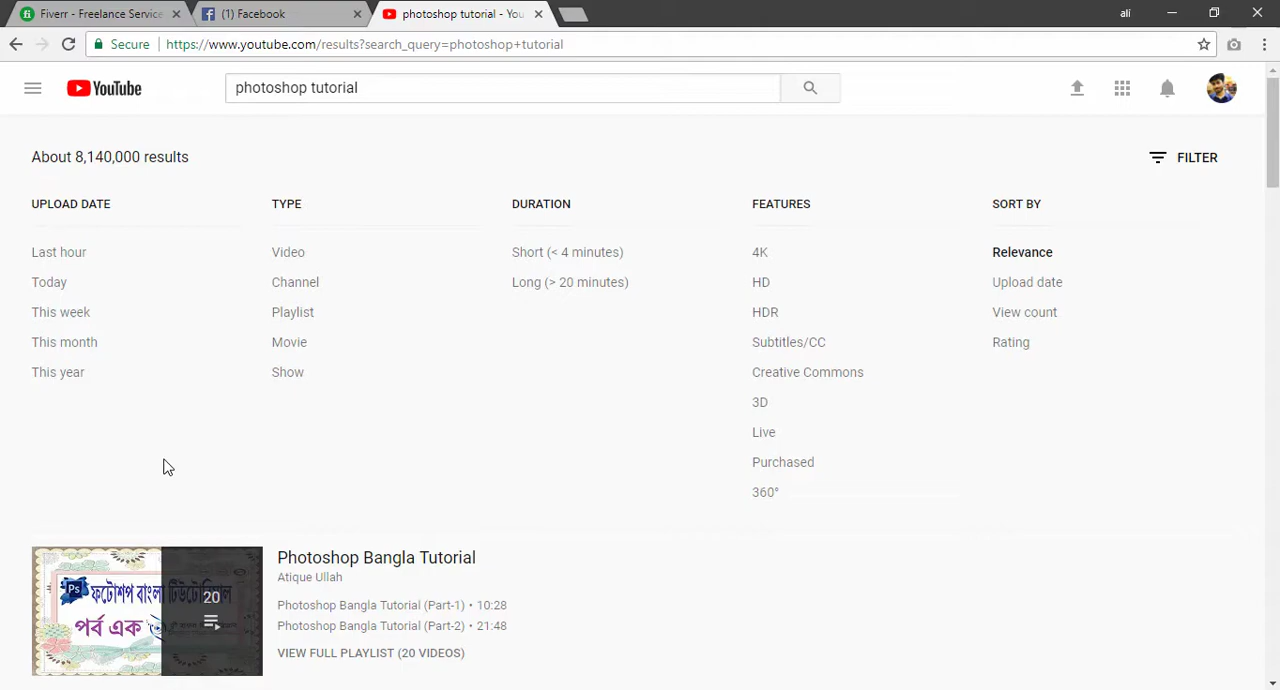 Fiverr - Freelance Service
(1) Facebook
photoshop tutorial - You
ali
Secure
https://www.youtube.com/results?search_query=photoshop+tutorial
YouTube
photoshop tutorial
About 8,140,000 results
FILTER
UPLOAD DATE
Last hour
Today
This week
This month
This year
TYPE
Video
Channel
Playlist
Movie
Show
DURATION
Short (< 4 minutes)
Long (> 20 minutes)
FEATURES
4K
HD
HDR
Subtitles/CC
Creative Commons
3D
Live
Purchased
360°
SORT BY
Relevance
Upload date
View count
Rating
Ps
ফটোশপ বাংলা টিউটোরিয়াল
পর্ব এক
20
Photoshop Bangla Tutorial
Atique Ullah
Photoshop Bangla Tutorial (Part-1) • 10:28
Photoshop Bangla Tutorial (Part-2) • 21:48
VIEW FULL PLAYLIST (20 VIDEOS)